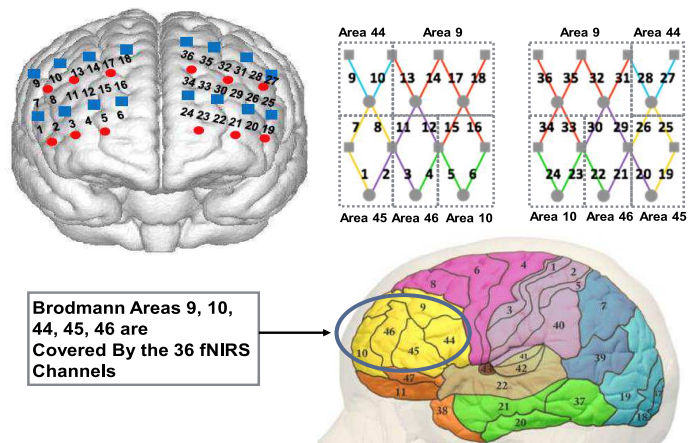 Area 44 Area 9 Area 9 Area 44
9 10 13 14 17 18 36 35 32 31 28 27
7 8 11 12 15 16 34 33 30 29 26 25
1 2 3 4 5 6 24 23 22 21 20 19
9 10 13 14 17 18 36 35 32 31 28 27
7 8 11 12 15 16 34 33 30 29 26 25
1 2 3 4 5 6 24 23 22 21 20 19
Area 45 Area 46 Area 10 Area 10 Area 46 Area 45
Brodmann Areas 9, 10,
44, 45, 46 are
Covered By the 36 fNIRS
Channels
6 4 1 2
8 5
9 3 7
46 44 40
45 41
10 43 42 39
47 22
11 21 37 19
38 20 18 17